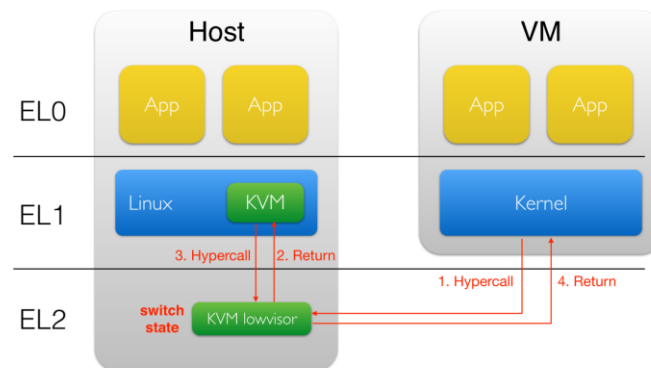 Host
VM
EL0
App
App
App
App
EL1
Linux
KVM
Kernel
3. Hypercall
2. Return
1. Hypercall
4. Return
EL2
switch
state
KVM lowvisor